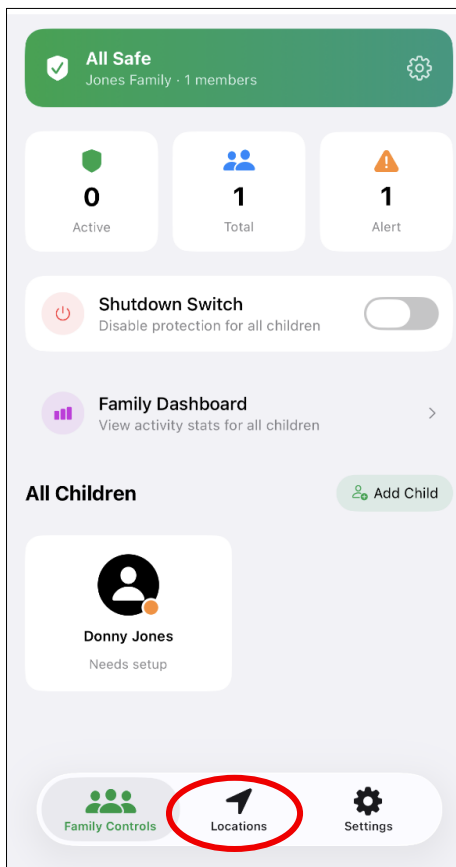 All Safe
Jones Family · 1 members
0
Active
1
Total
1
Alert
Shutdown Switch
Disable protection for all children
Family Dashboard
View activity stats for all children
All Children
Add Child
Donny Jones
Needs setup
Family Controls
Locations
Settings